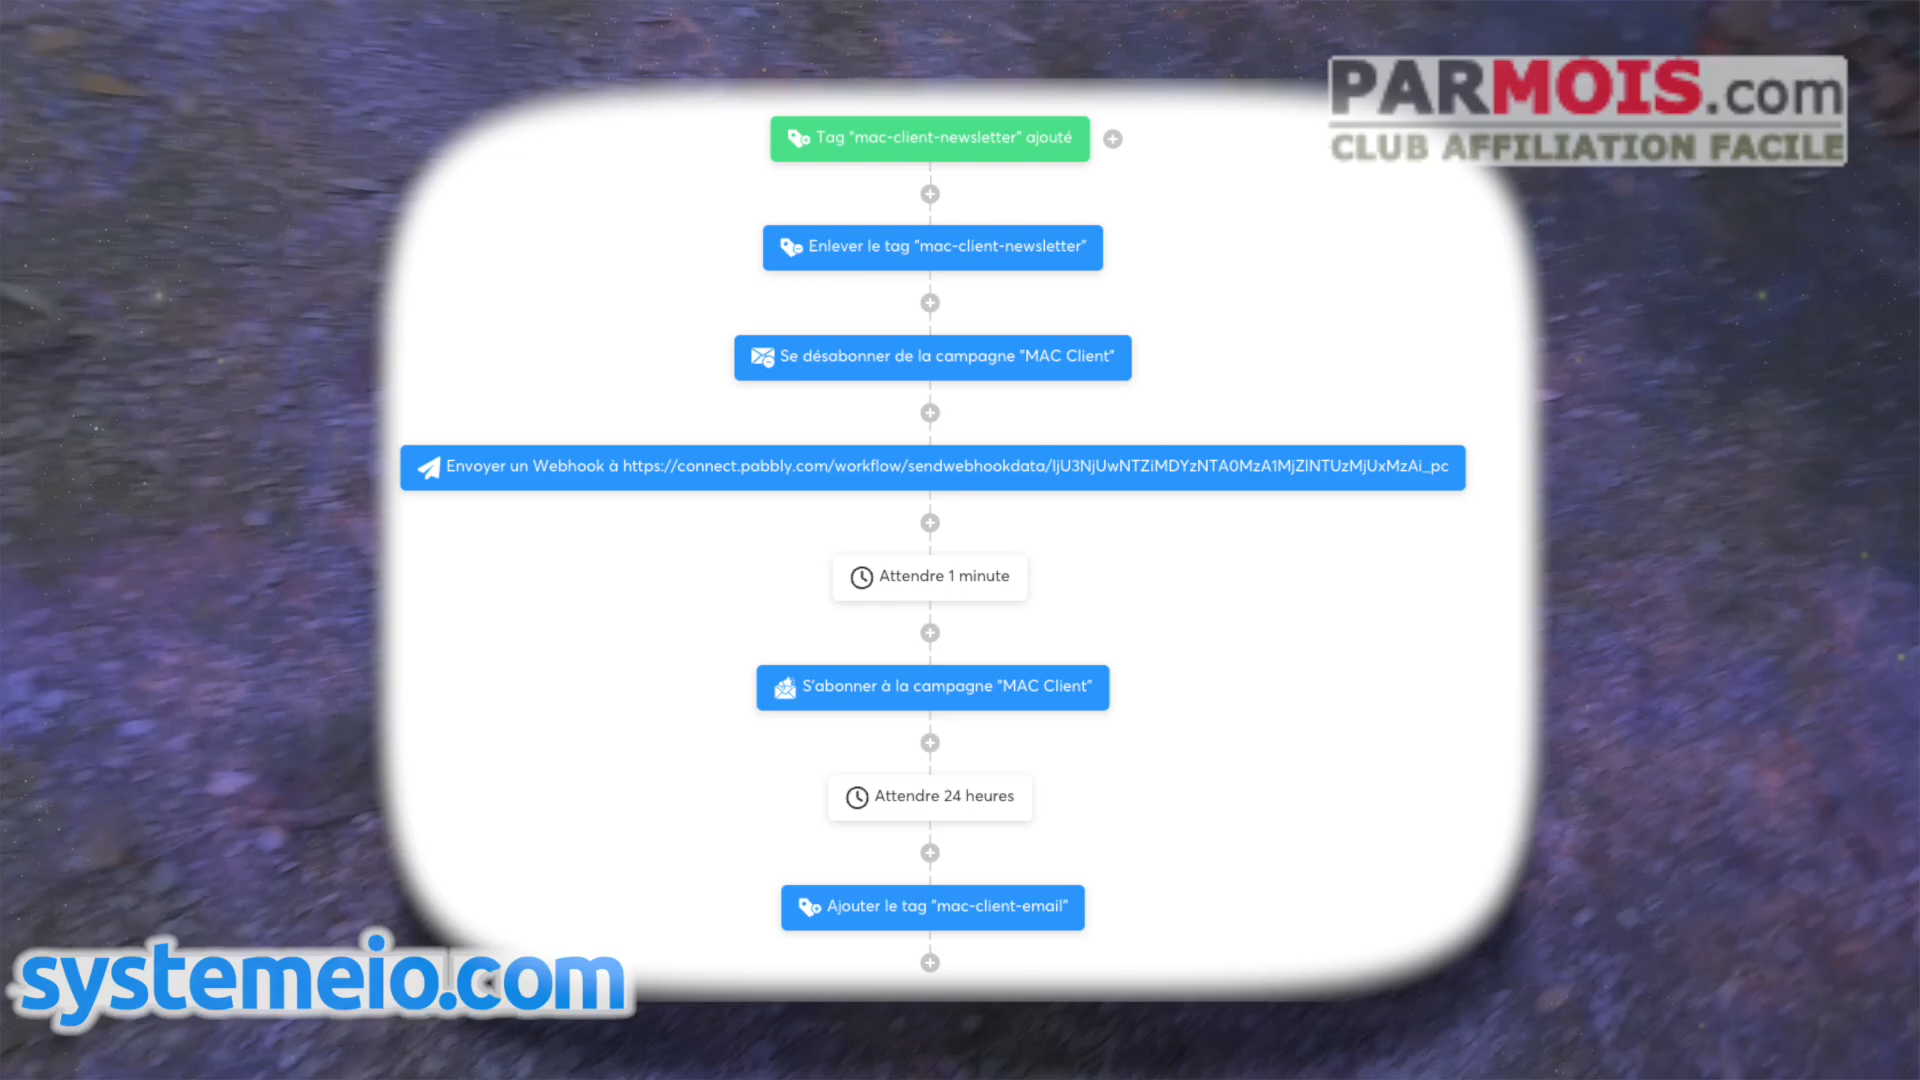 PARMOIS.com
CLUB AFFILIATION FACILE
Tag "mac-client-newsletter" ajouté
Enlever le tag "mac-client-newsletter"
Se désabonner de la campagne "MAC Client"
Envoyer un Webhook à https://connect.pabbly.com/workflow/sendwebhookdata/IjU3NjUwNTZiMDYzNTA0MzA1MjZlNTUzMjUxMzAi_pc
Attendre 1 minute
S'abonner à la campagne "MAC Client"
Attendre 24 heures
Ajouter le tag "mac-client-email"
systemeio.com